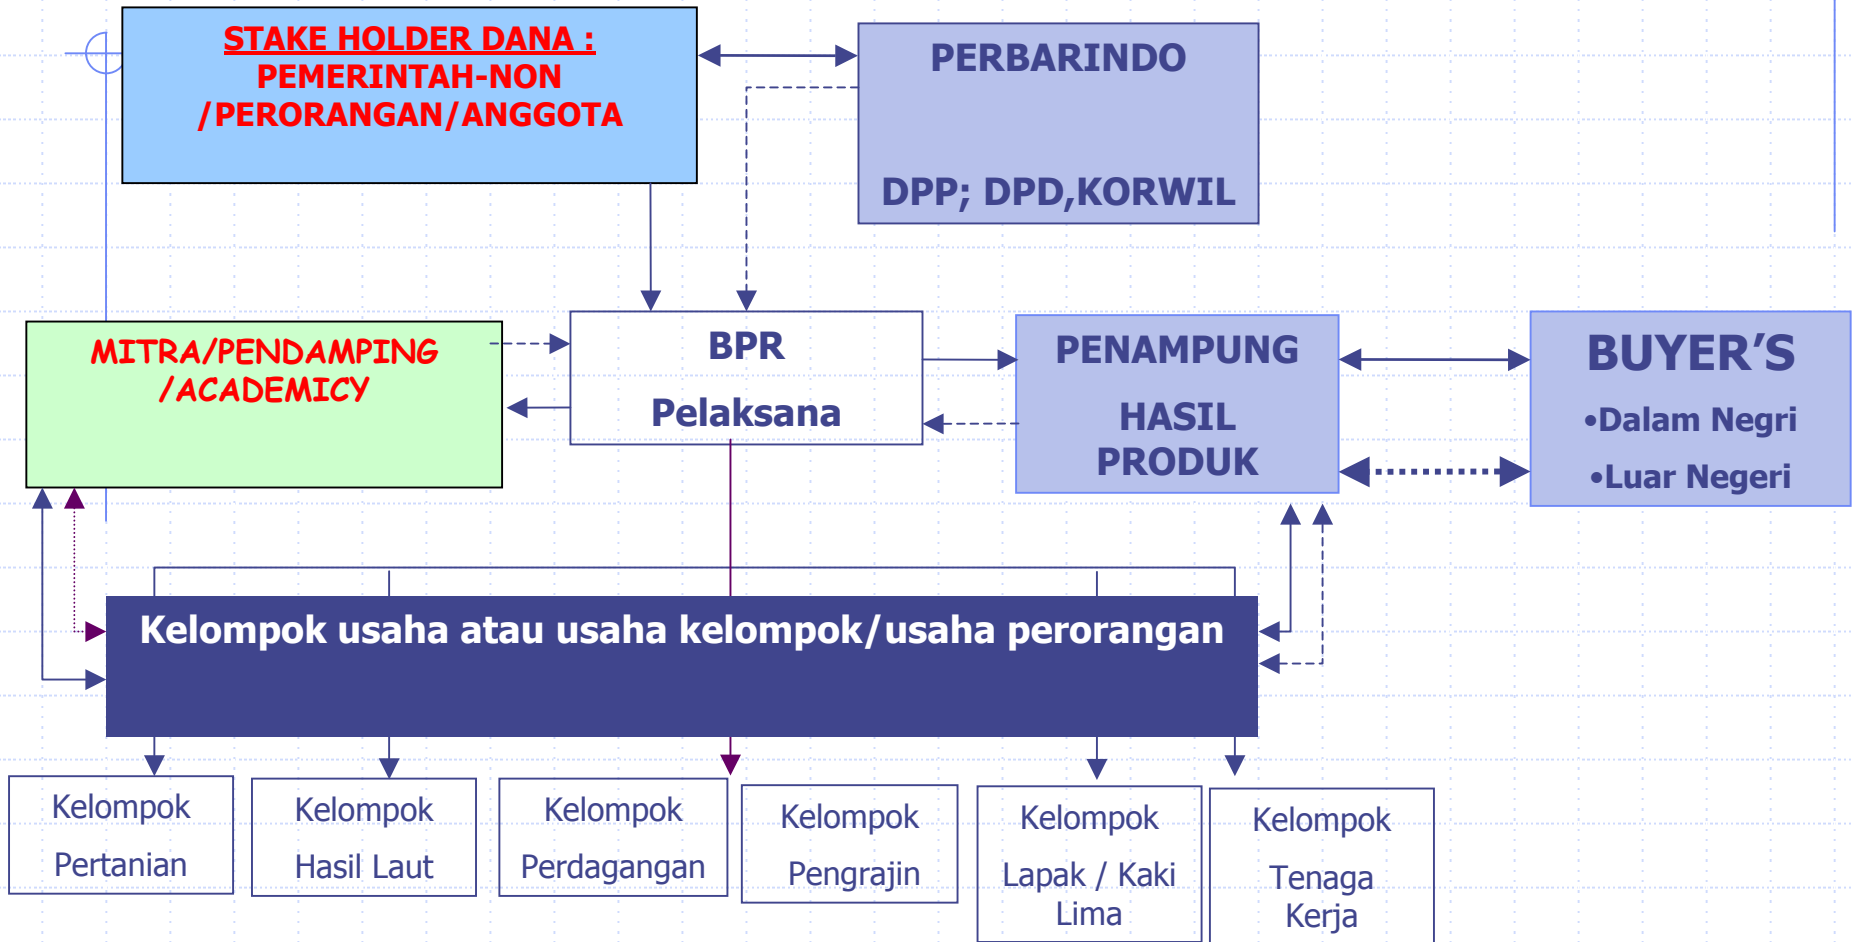 STAKE HOLDER DANA :
PEMERINTAH-NON
/PERORANGAN/ANGGOTA
PERBARINDO
DPP; DPD,KORWIL
MITRA/PENDAMPING
/ACADEMICY
BPR
Pelaksana
PENAMPUNG
HASIL
PRODUK
BUYER’S
•Dalam Negri
•Luar Negeri
Kelompok usaha atau usaha kelompok/usaha perorangan
Kelompok
Pertanian
Kelompok
Hasil Laut
Kelompok
Perdagangan
Kelompok
Pengrajin
Kelompok
Lapak / Kaki
Lima
Kelompok
Tenaga
Kerja